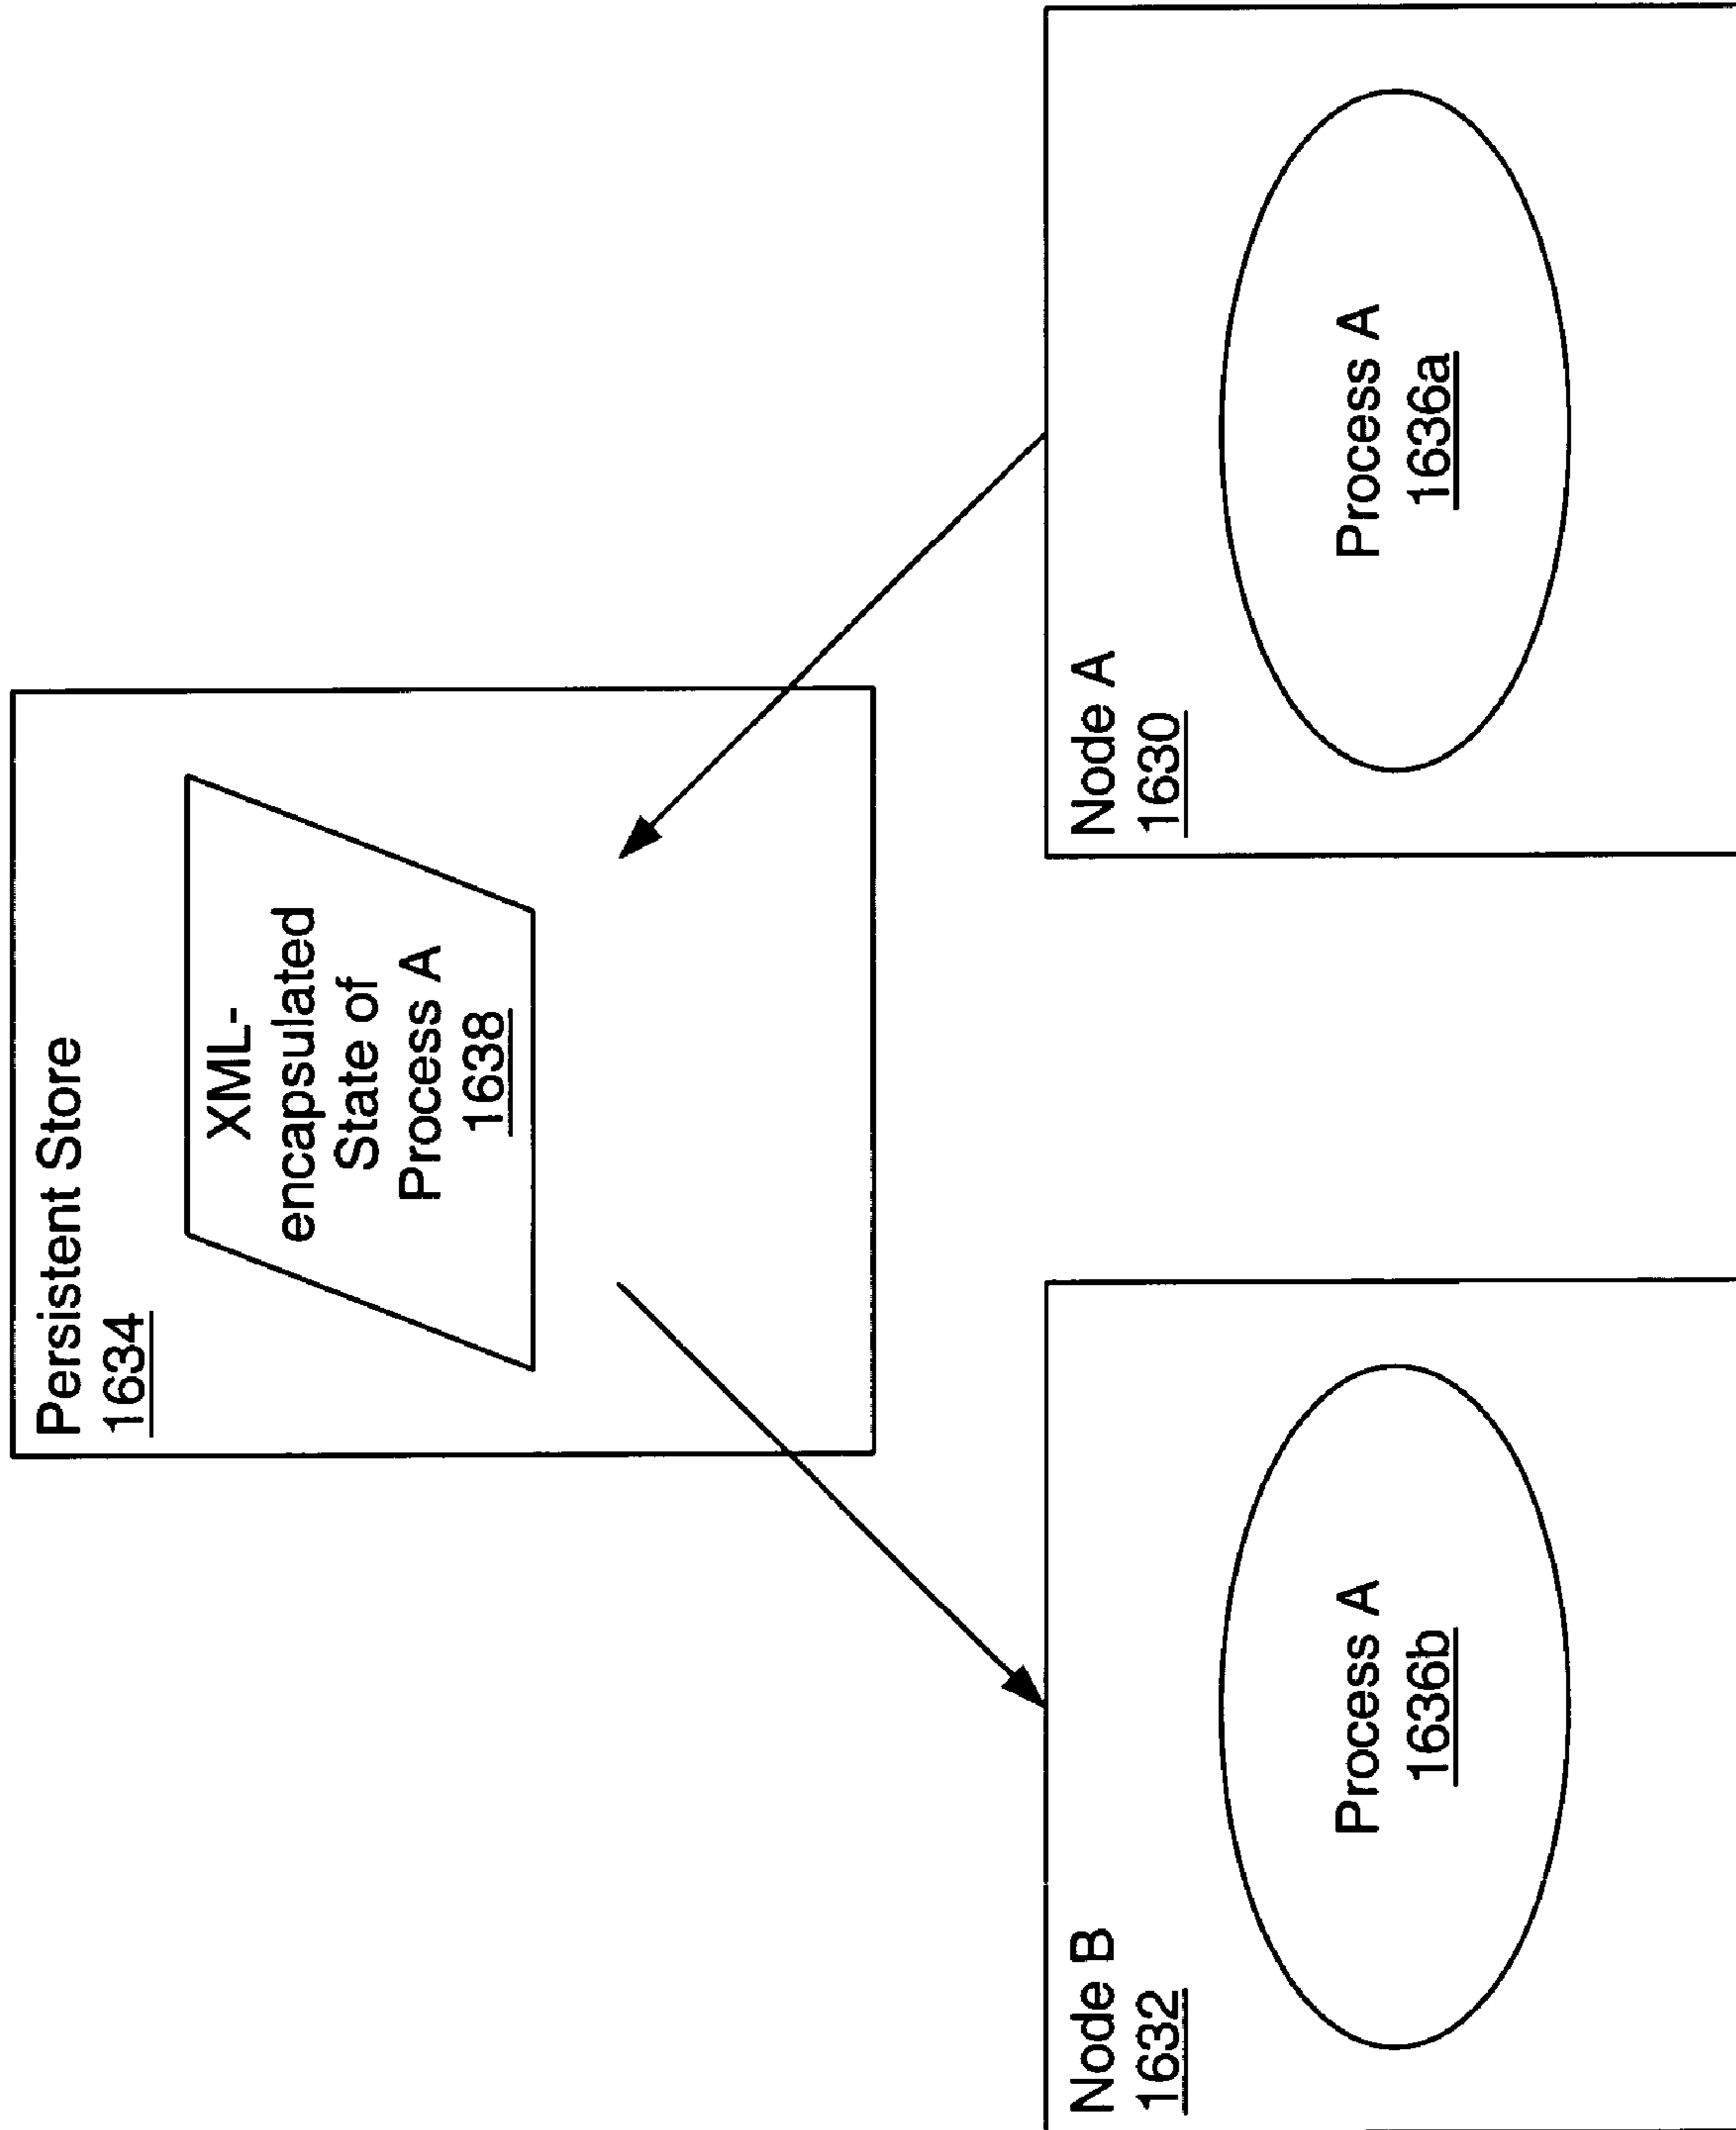 Persistent Store
1634
XML-
encapsulated
State of
Process A
1638
Node B
1632
Process A
1636b
Node A
1630
Process A
1636a